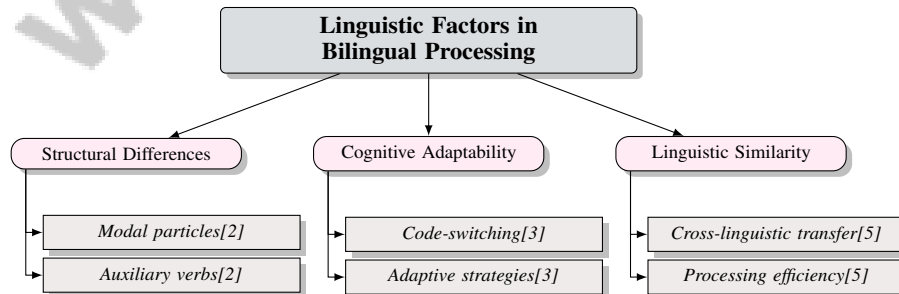 Linguistic Factors in
Bilingual Processing
Structural Differences
Cognitive Adaptability
Linguistic Similarity
Modal particles[2]
Code-switching[3]
Cross-linguistic transfer[5]
Auxiliary verbs[2]
Adaptive strategies[3]
Processing efficiency[5]